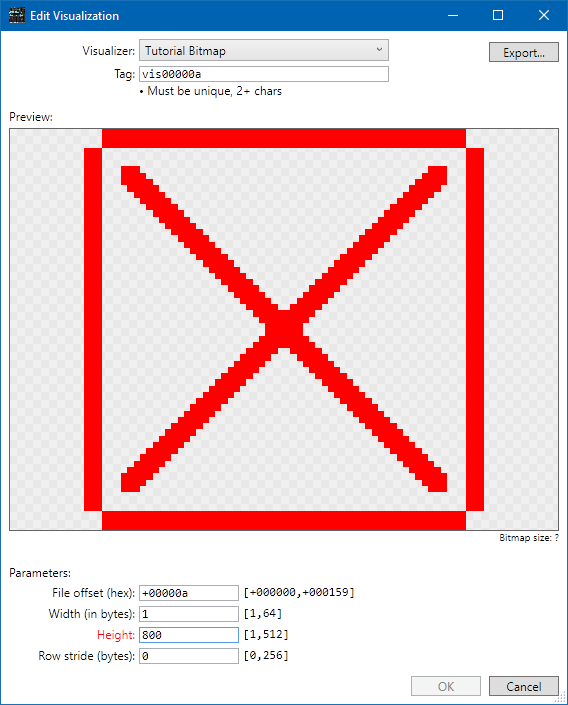 Edit Visualization
Visualizer: Tutorial Bitmap Export...
Tag: vis00000a
• Must be unique, 2+ chars
Preview:
Bitmap size: ?
Parameters:
File offset (hex): +00000a [+000000,+000159]
Width (in bytes): 1 [1,64]
Height: 800 [1,512]
Row stride (bytes): 0 [0,256]
OK Cancel